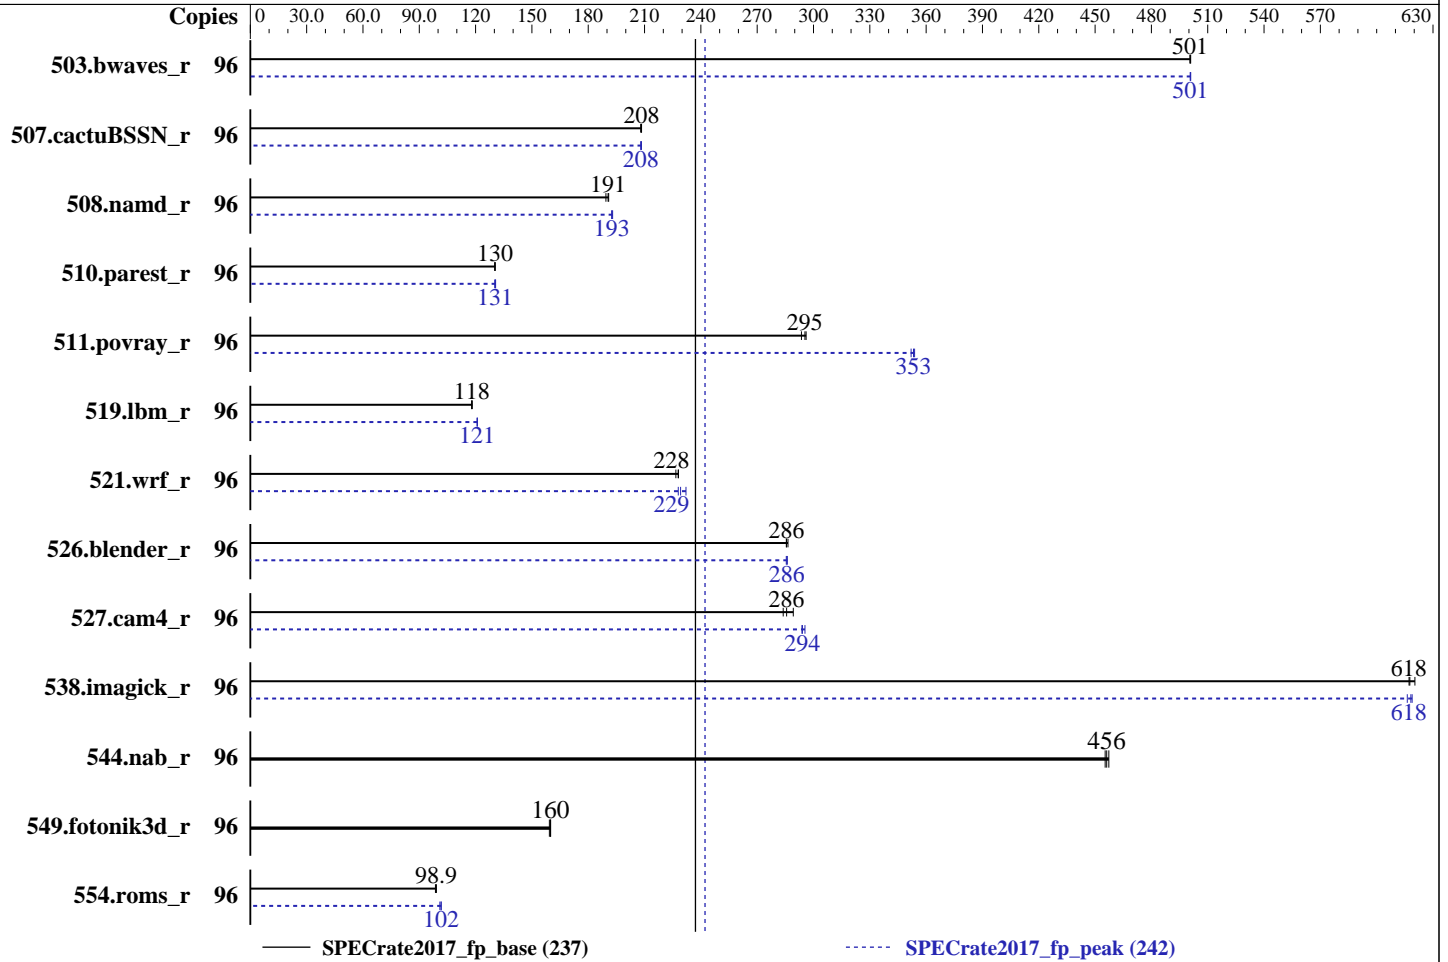 Copies 0 30.0 60.0 90.0 120 150 180 210 240 270 300 330 360 390 420 450 480 510 540 570 630
503.bwaves_r 96 501
501
507.cactuBSSN_r 96 208
208
508.namd_r 96 191
193
510.parest_r 96 130
131
511.povray_r 96 295
353
519.lbm_r 96 118
121
521.wrf_r 96 228
229
526.blender_r 96 286
286
527.cam4_r 96 286
294
538.imagick_r 96 618
618
544.nab_r 96 456
549.fotonik3d_r 96 160
554.roms_r 96 98.9
102
SPECrate2017_fp_base (237) SPECrate2017_fp_peak (242)